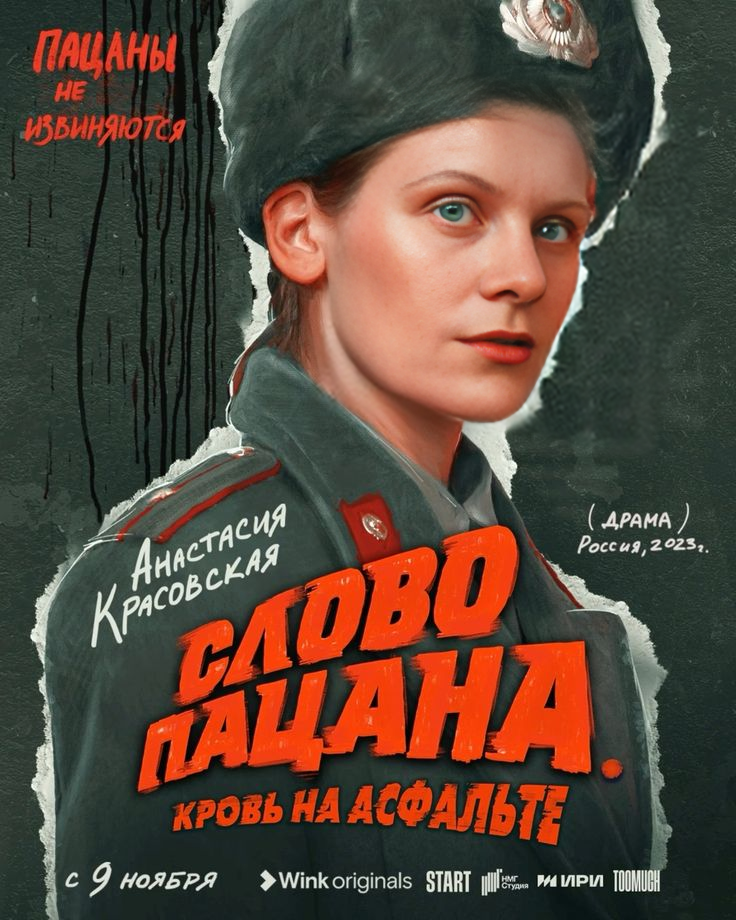 ПАЦАНЫ
НЕ
ИЗВИНЯЮТСЯ
(ДРАМА)
РОССИЯ, 2023г.
АНАСТАСИЯ
КРАСОВСКАЯ
СЛОВО
ПАЦАНА.
КРОВЬ НА АСФАЛЬТЕ
с 9 НОЯБРЯ
Wink originals START НМГ Студия ИРИ TOOMUCH